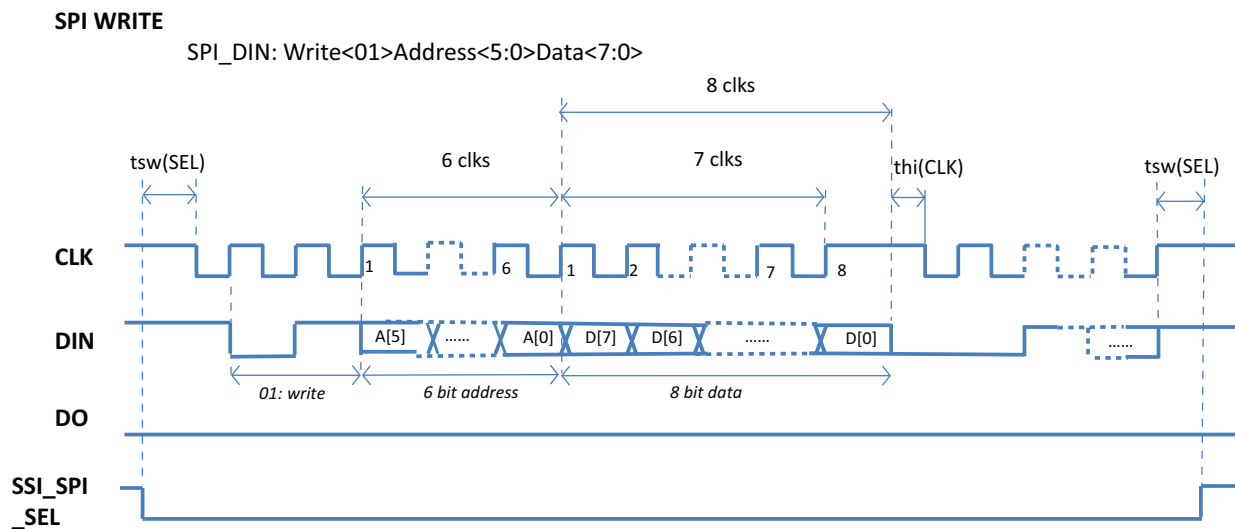 SPI WRITE
SPI_DIN: Write<01>Address<5:0>Data<7:0>
8 clks
tsw(SEL)
6 clks
7 clks
thi(CLK)
tsw(SEL)
CLK
1
6
1
2
7
8
DIN
A[5]
......
A[0]
D[7]
D[6]
......
D[0]
......
01: write
6 bit address
8 bit data
DO
SSI_SPI
_SEL